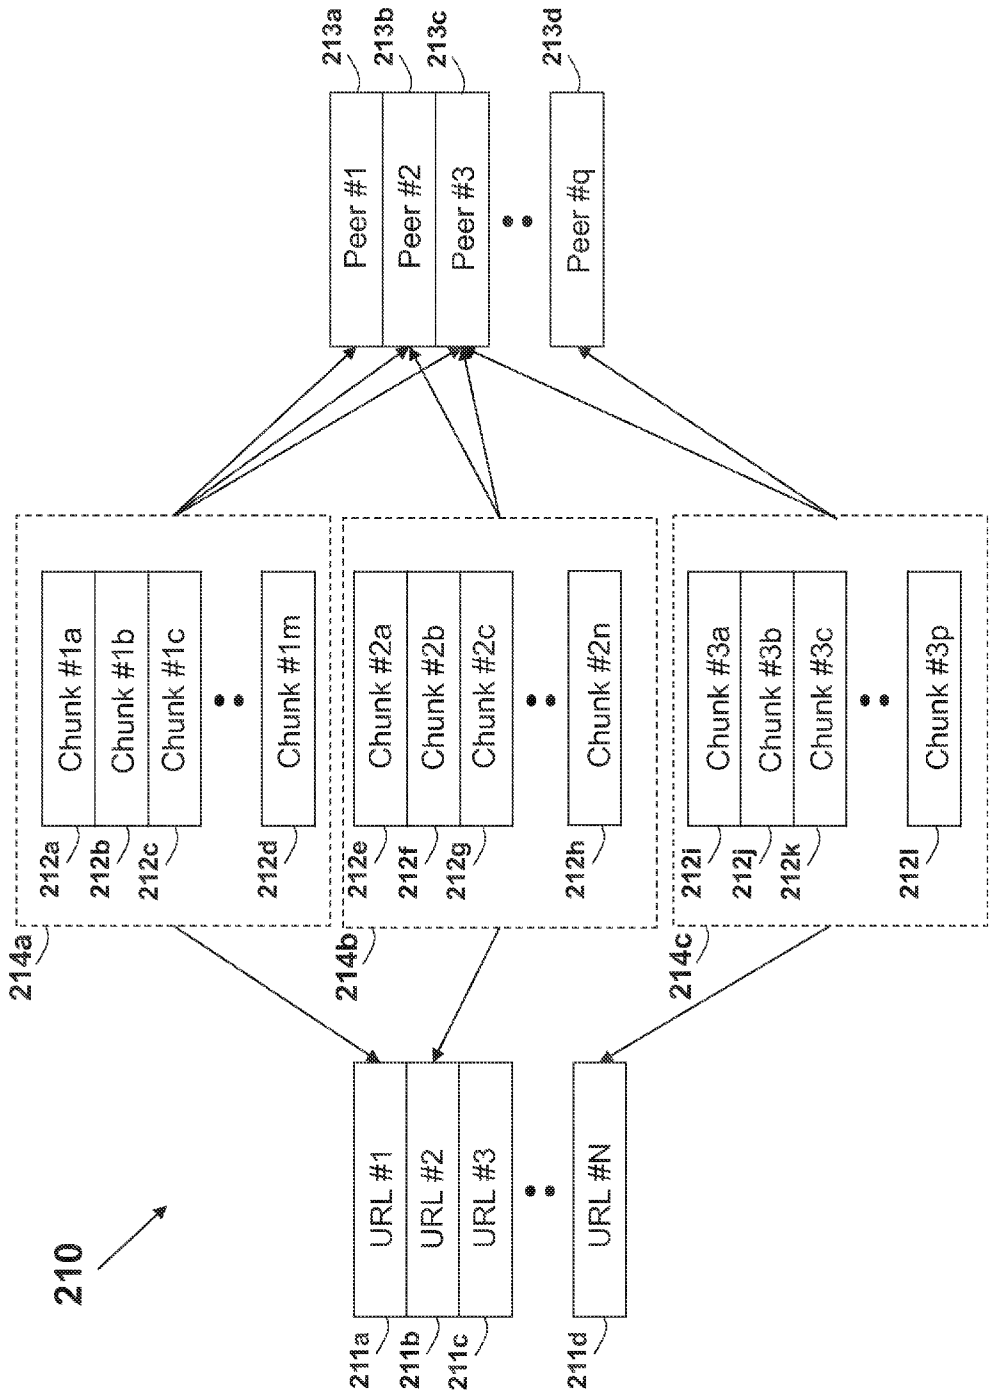 210
211a
URL #1
211b
URL #2
211c
URL #3
211d
URL #N
214a
212a
Chunk #1a
212b
Chunk #1b
212c
Chunk #1c
212d
Chunk #1m
214b
212e
Chunk #2a
212f
Chunk #2b
212g
Chunk #2c
212h
Chunk #2n
214c
212i
Chunk #3a
212j
Chunk #3b
212k
Chunk #3c
212l
Chunk #3p
Peer #1
213a
Peer #2
213b
Peer #3
213c
Peer #q
213d